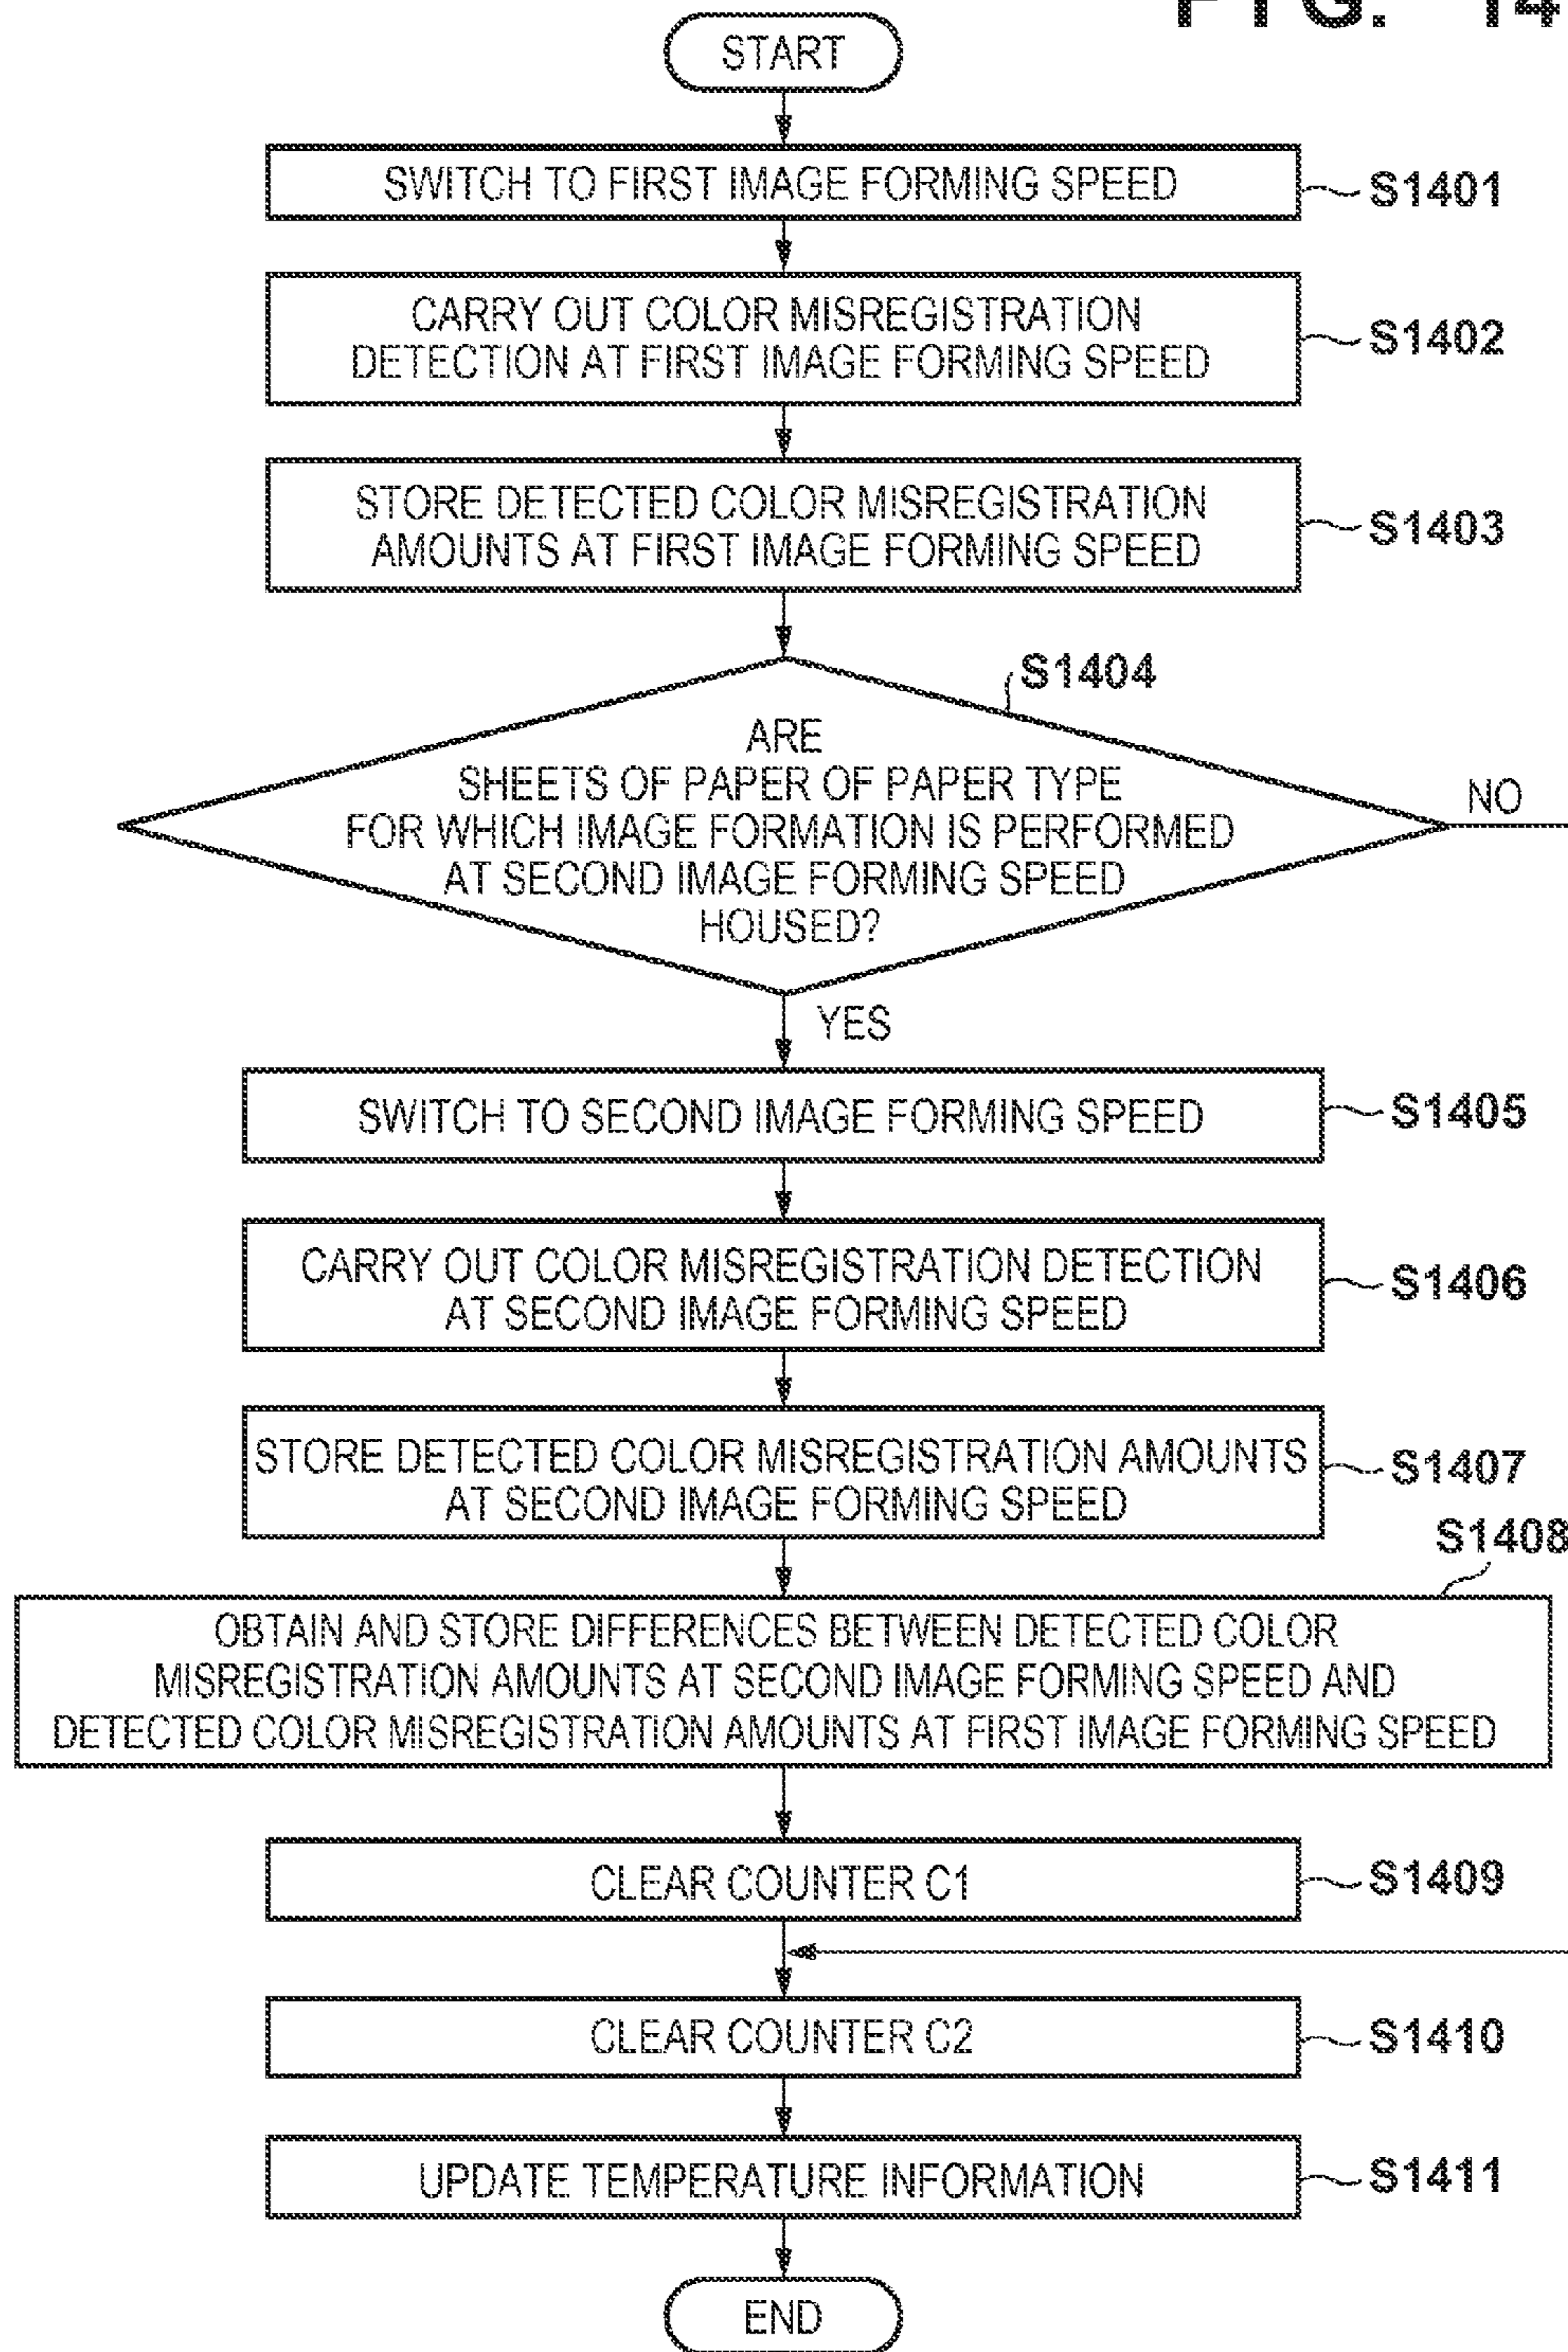 FIG. 14
START
SWITCH TO FIRST IMAGE FORMING SPEED
S1401
CARRY OUT COLOR MISREGISTRATION
DETECTION AT FIRST IMAGE FORMING SPEED
S1402
STORE DETECTED COLOR MISREGISTRATION
AMOUNTS AT FIRST IMAGE FORMING SPEED
S1403
S1404
ARE
SHEETS OF PAPER OF PAPER TYPE
FOR WHICH IMAGE FORMATION IS PERFORMED
AT SECOND IMAGE FORMING SPEED
HOUSED?
NO
YES
SWITCH TO SECOND IMAGE FORMING SPEED
S1405
CARRY OUT COLOR MISREGISTRATION DETECTION
AT SECOND IMAGE FORMING SPEED
S1406
STORE DETECTED COLOR MISREGISTRATION AMOUNTS
AT SECOND IMAGE FORMING SPEED
S1407
S1408
OBTAIN AND STORE DIFFERENCES BETWEEN DETECTED COLOR
MISREGISTRATION AMOUNTS AT SECOND IMAGE FORMING SPEED AND
DETECTED COLOR MISREGISTRATION AMOUNTS AT FIRST IMAGE FORMING SPEED
CLEAR COUNTER C1
S1409
CLEAR COUNTER C2
S1410
UPDATE TEMPERATURE INFORMATION
S1411
END